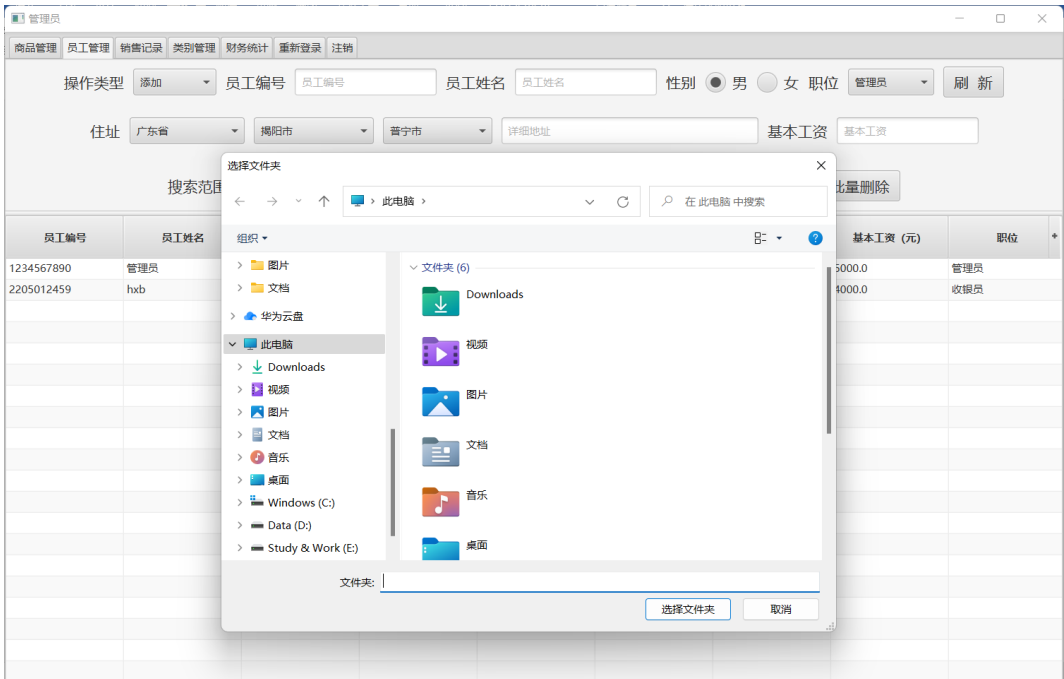 管理员
商品管理 员工管理 销售记录 类别管理 财务统计 重新登录 注销
操作类型 添加 员工编号 员工编号 员工姓名 员工姓名 性别 男 女 职位 管理员 刷 新
住址 广东省 揭阳市 普宁市 详细地址 基本工资 基本工资
搜索范围 批量删除
选择文件夹
此电脑 在 此电脑 中搜索
组织
员工编号 员工姓名 基本工资（元） 职位
1234567890 管理员 5000.0 管理员
2205012459 hxb 4000.0 收银员
图片
文档
华为云盘
此电脑
Downloads
视频
图片
文档
音乐
桌面
Windows (C:)
Data (D:)
Study & Work (E:)
文件夹 (6)
Downloads
视频
图片
文档
音乐
桌面
文件夹:
选择文件夹 取消